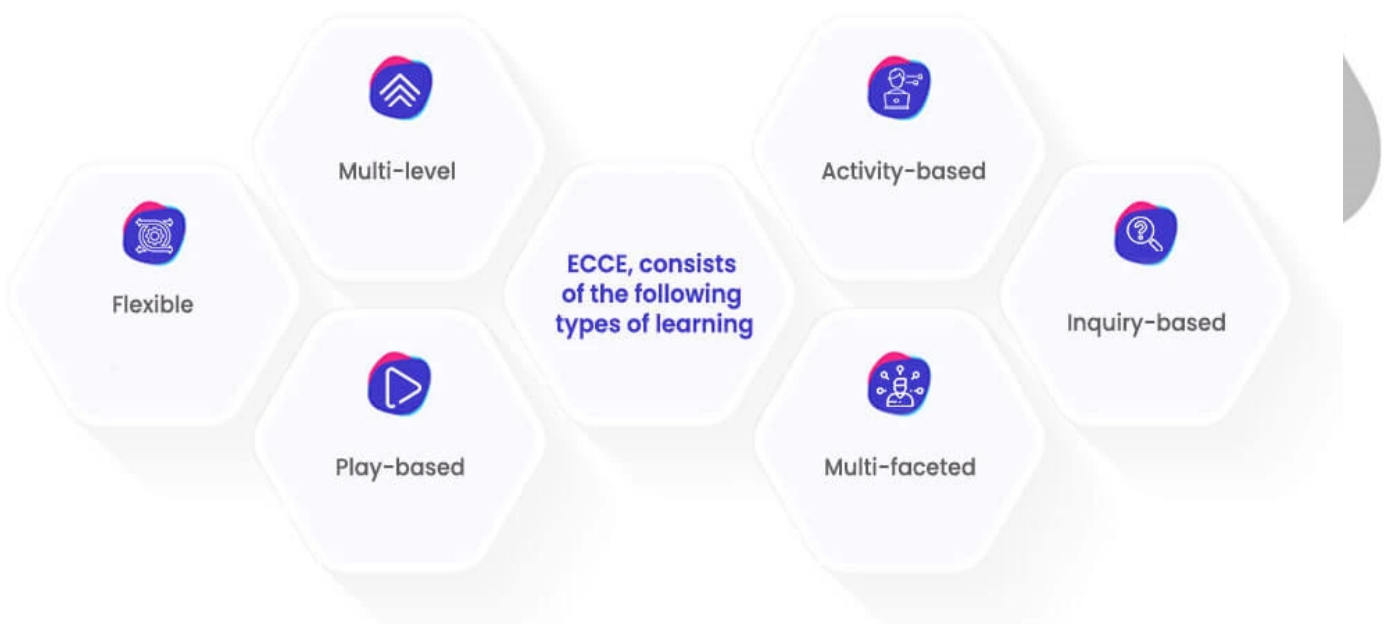 Multi-level
Activity-based
Flexible
ECCE, consists
of the following
types of learning
Inquiry-based
Play-based
Multi-faceted